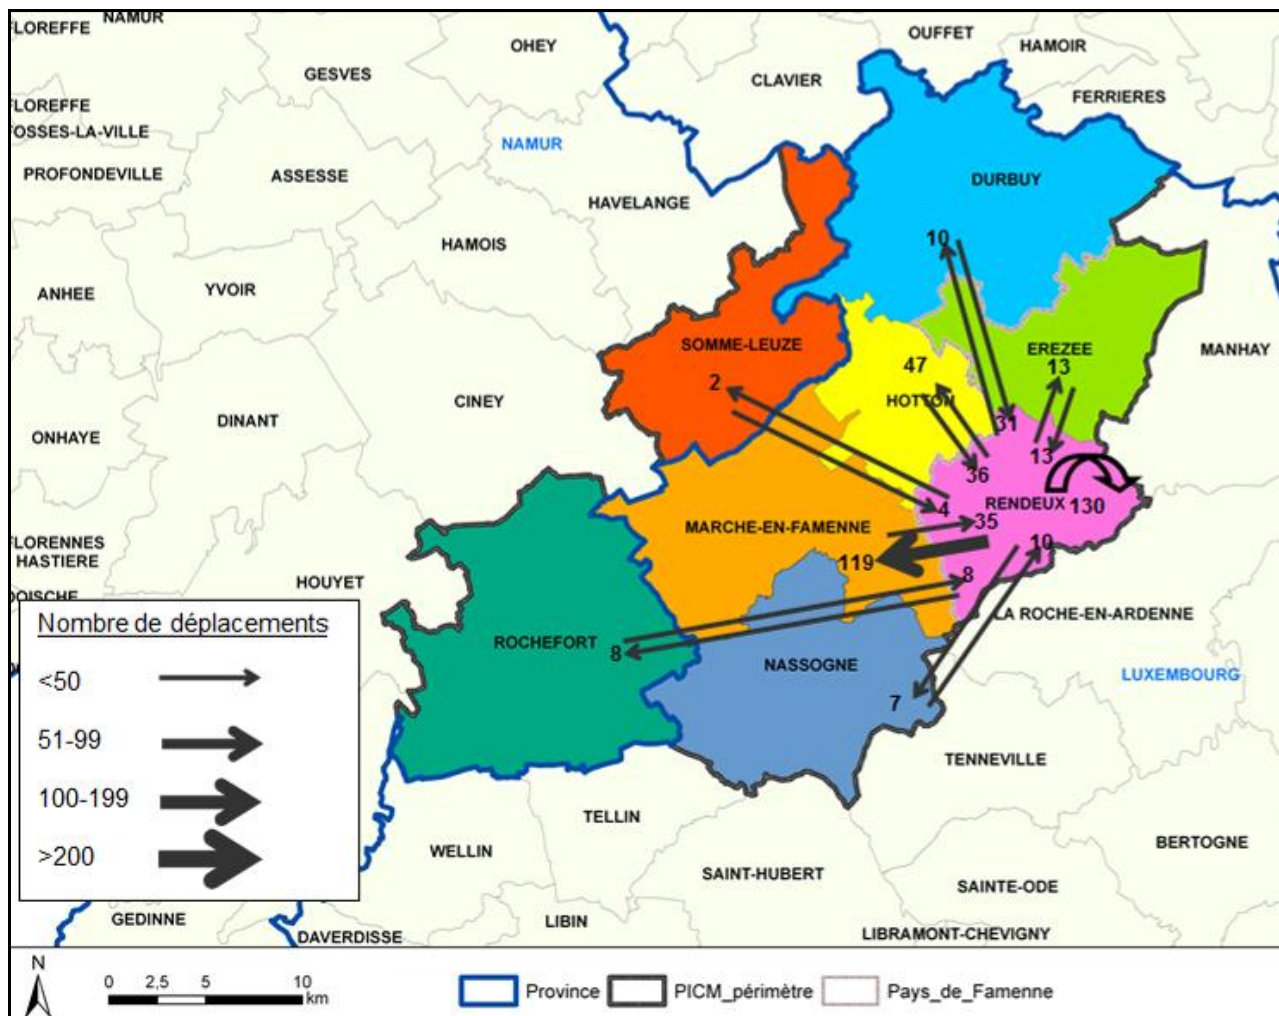 NAMUR
FLOREFFE
OHEY
OUFFET
HAMOIR
GESVES
CLAVIER
FERRIERES
FLOREFFE
FOSSES-LA-VILLE
NAMUR
PROFONDEVILLE
ASSESSE
DURBUY
HAVELANGE
HAMOIS
10
ANHEE
YVOIR
SOMME-LEUZE
EREZEE
MANHAY
47
13
2
CINEY
HOTTON
DINANT
31
ONHAYE
13
36
RENDEUX
130
4
35
MARCHE-EN-FAMENNE
FLORENNES
10
HASTIERE
119
8
HOUYET
LA ROCHE-EN-ARDENNE
Nombre de déplacements
ROCHEFORT
8
NASSOGNE
LUXEMBOURG
<50
7
51-99
TENNEVILLE
100-199
TELLIN
BERTOGNE
>200
WELLIN
SAINT-HUBERT
SAINTE-ODE
GEDINNE
LIBIN
DAVERDISSE
LIBRAMONT-CHEVIGNY
N
0 2,5 5 10
km
Province
PICM_périmètre
Pays_de_Famenne